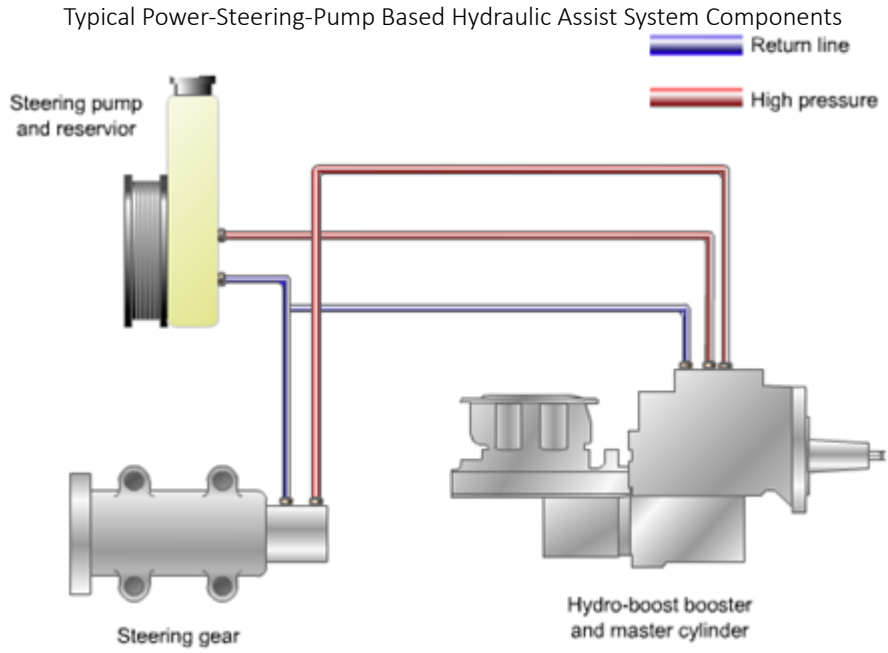 Typical Power-Steering-Pump Based Hydraulic Assist System Components
Return line
High pressure
Steering pump
and reservior
Steering gear
Hydro-boost booster
and master cylinder